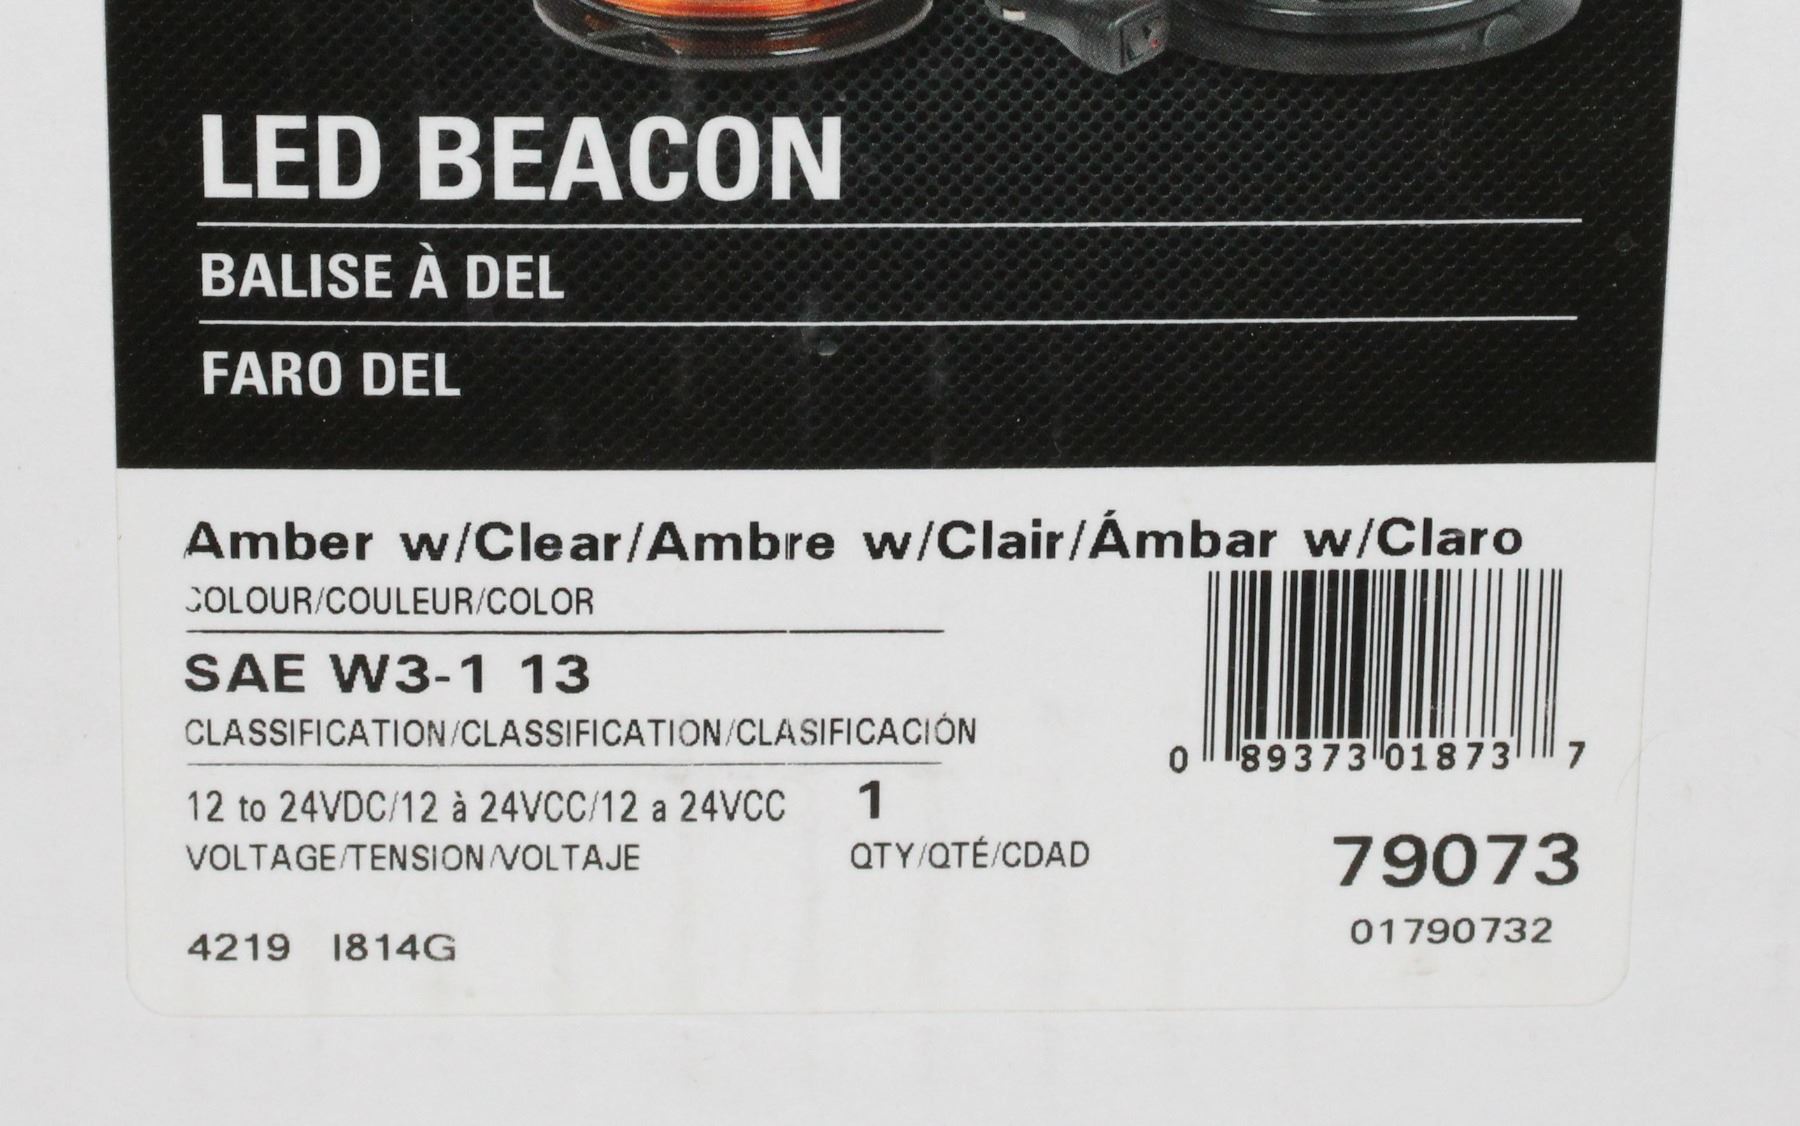 LED BEACON
BALISE À DEL
FARO DEL
Amber w/Clear/Ambre w/Clair/Ámbar w/Claro
COLOUR/COULEUR/COLOR
SAE W3-1 13
CLASSIFICATION/CLASSIFICATION/CLASIFICACIÓN
0 89373 01873 7
12 to 24VDC/12 à 24VCC/12 a 24VCC 1
VOLTAGE/TENSION/VOLTAJE QTY/QTÉ/CDAD
79073
01790732
4219 I814G